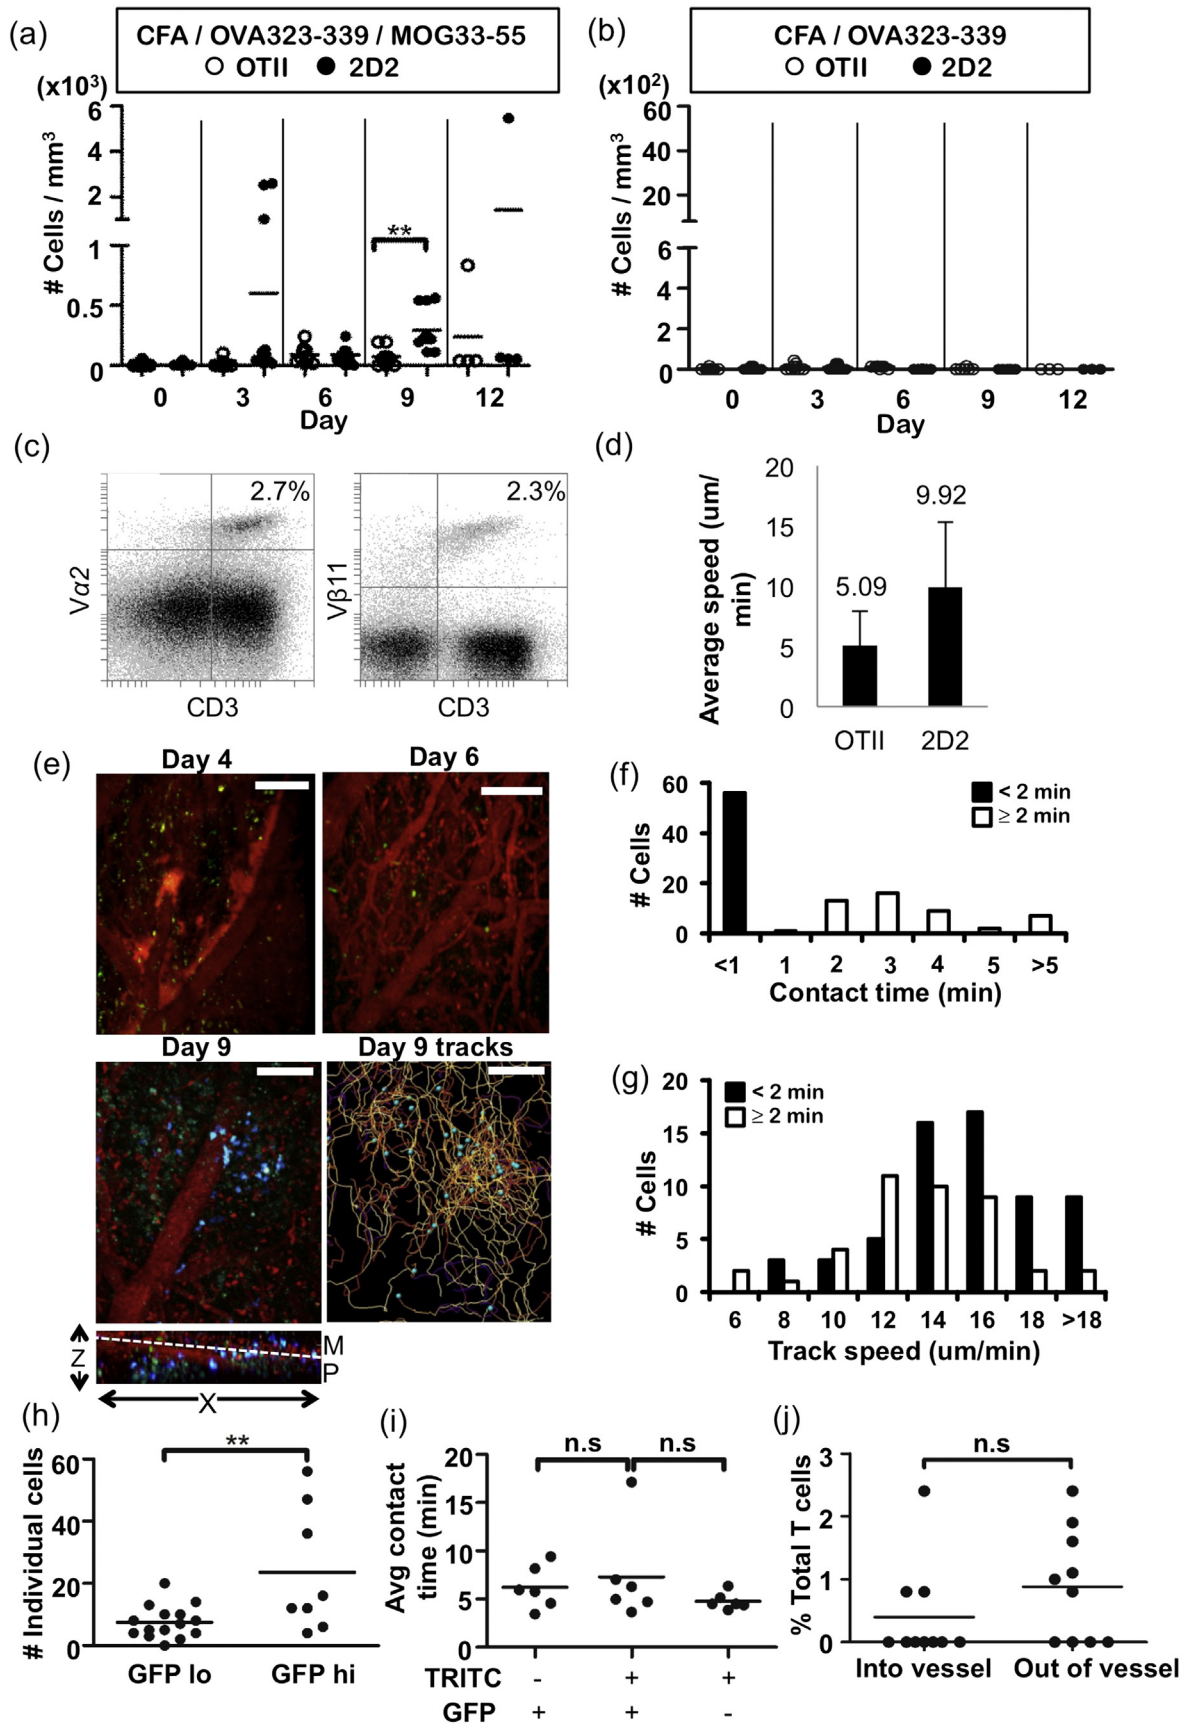 (a)
CFA / OVA323-339 / MOG33-55
OTII 2D2
(x10³)
# Cells / mm³
6
4
2
1
0.5
0
**
0 3 6 9 12
Day
(b)
CFA / OVA323-339
OTII 2D2
(x10²)
# Cells / mm³
60
40
20
6
4
2
0
0 3 6 9 12
Day
(c)
2.7%
Vα2
CD3
2.3%
Vβ11
CD3
(d)
Average speed (um/
min)
20
15
10
5
0
5.09
9.92
OTII 2D2
(e)
Day 4
Day 6
Day 9
Day 9 tracks
Z
M
P
X
(f)
# Cells
60
40
20
0
< 2 min
≥ 2 min
<1 1 2 3 4 5 >5
Contact time (min)
(g)
# Cells
20
15
10
5
0
< 2 min
≥ 2 min
6 8 10 12 14 16 18 >18
Track speed (um/min)
(h)
# Individual cells
60
40
20
0
**
GFP lo GFP hi
(i)
Avg contact
time (min)
20
15
10
5
0
n.s n.s
TRITC - + +
GFP + + -
(j)
% Total T cells
3
2
1
0
n.s
Into vessel Out of vessel